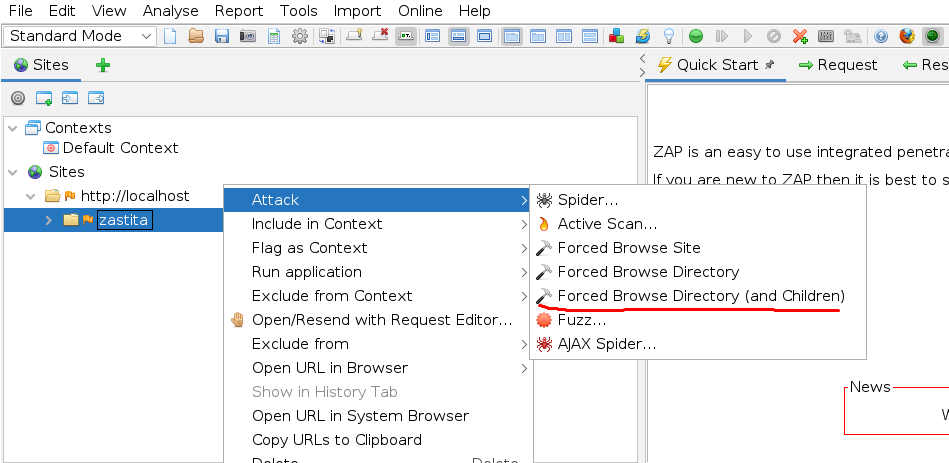 File Edit View Analyse Report Tools Import Online Help
Standard Mode
Sites
Quick Start Request Res
Contexts
Default Context
Sites
http://localhost
zastita
Attack
Include in Context
Flag as Context
Run application
Exclude from Context
Open/Resend with Request Editor...
Exclude from
Open URL in Browser
Show in History Tab
Open URL in System Browser
Copy URLs to Clipboard
Delete Delete
Spider...
Active Scan...
Forced Browse Site
Forced Browse Directory
Forced Browse Directory (and Children)
Fuzz...
AJAX Spider...
ZAP is an easy to use integrated penetra
If you are new to ZAP then it is best to s
News
W